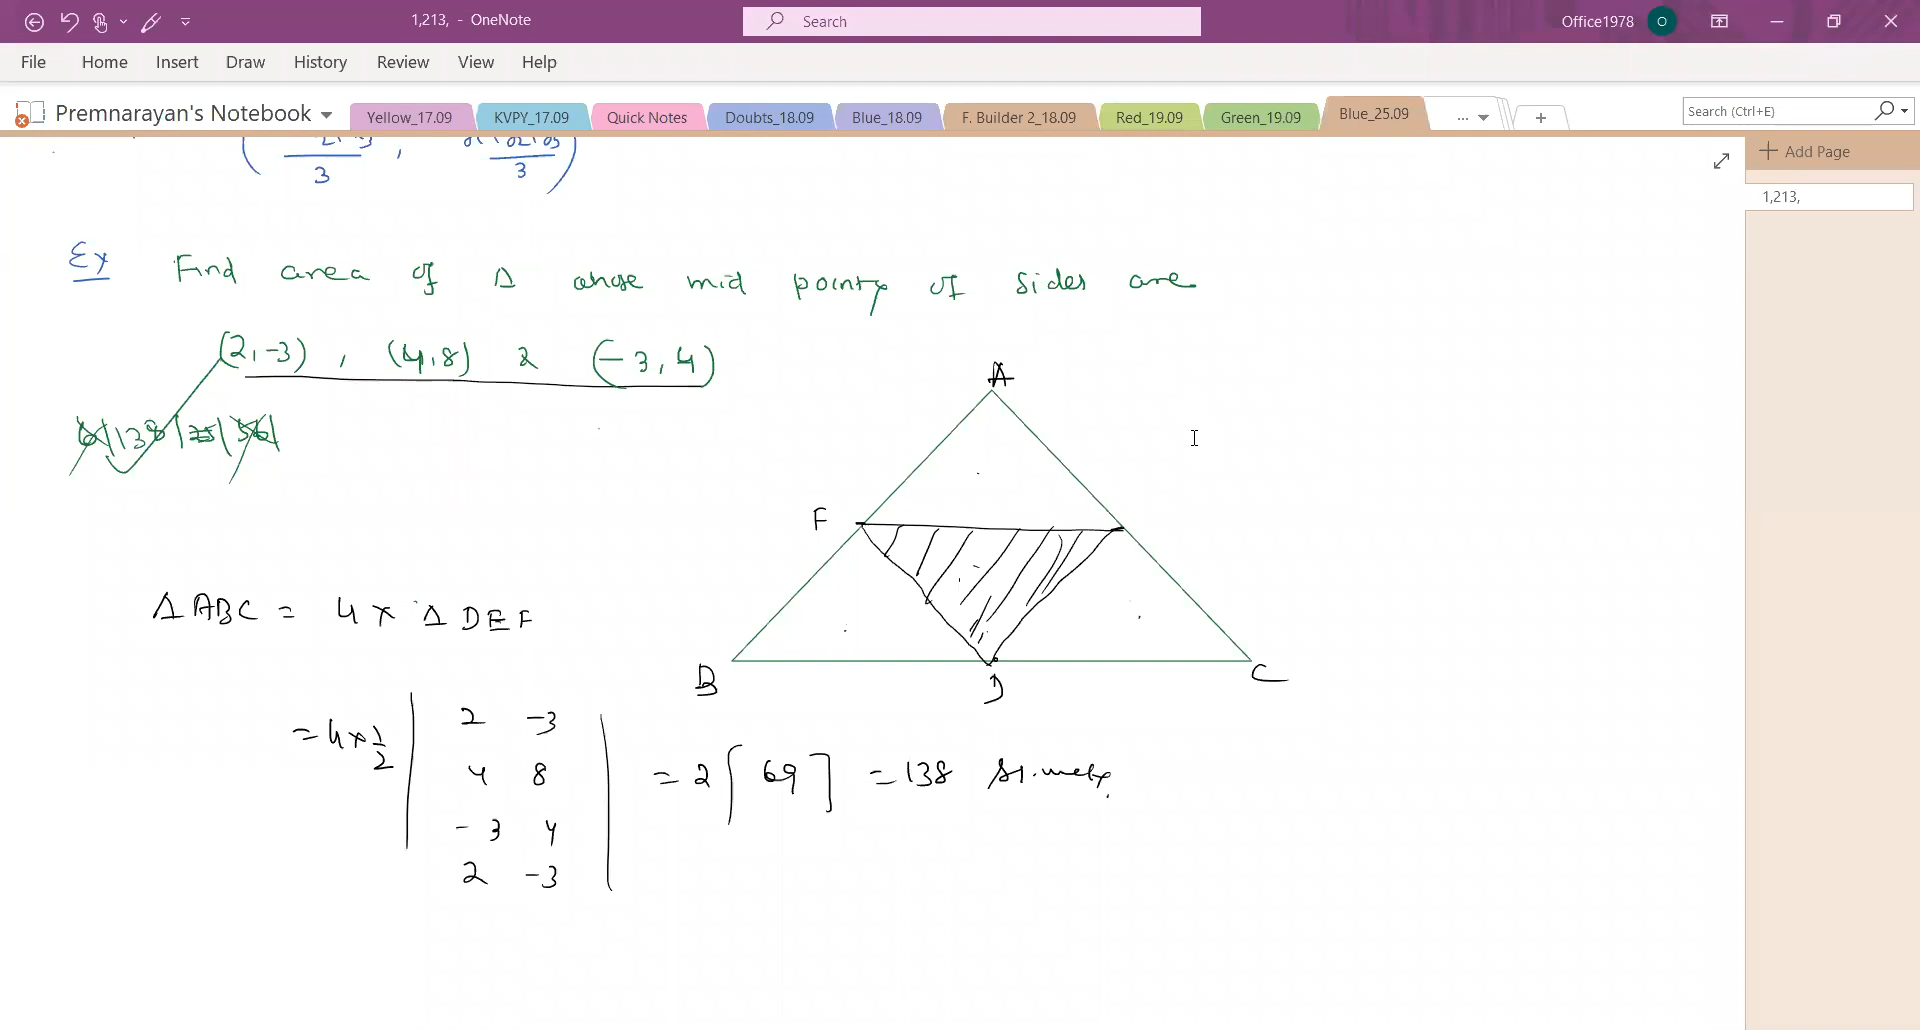 1,213, - OneNote
Search
Office1978
O
File Home Insert Draw History Review View Help
Premnarayan's Notebook
Yellow_17.09 KVPY_17.09 Quick Notes Doubts_18.09 Blue_18.09 F. Builder 2_18.09 Red_19.09 Green_19.09 Blue_25.09 ... +
Search (Ctrl+E)
Add Page
1,213,
3 , 3
Ex Find area of Δ whose mid points of sides are
(2,-3) , (4,8) & (-3,4)
138
A
F
B D C
Δ ABC = 4 × Δ DEF
= 4 × 1/2 | 2 -3
4 8
-3 4
2 -3 | = 2 [69] = 138 sq. units.